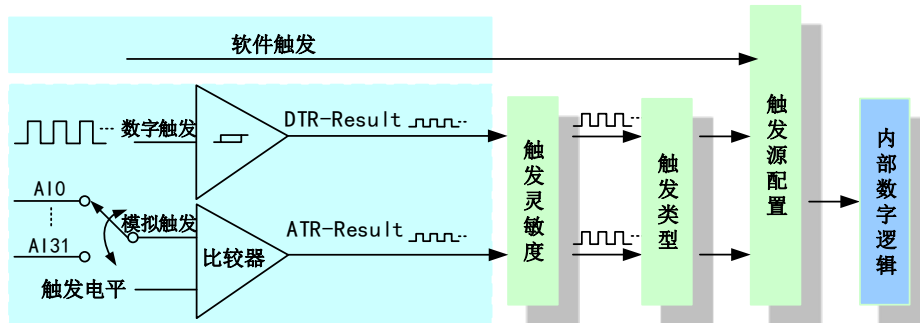 软件触发
数字触发
DTR-Result
AI0
AI31
模拟触发
触发电平
比较器
ATR-Result
触发灵敏度
触发类型
触发源配置
内部数字逻辑